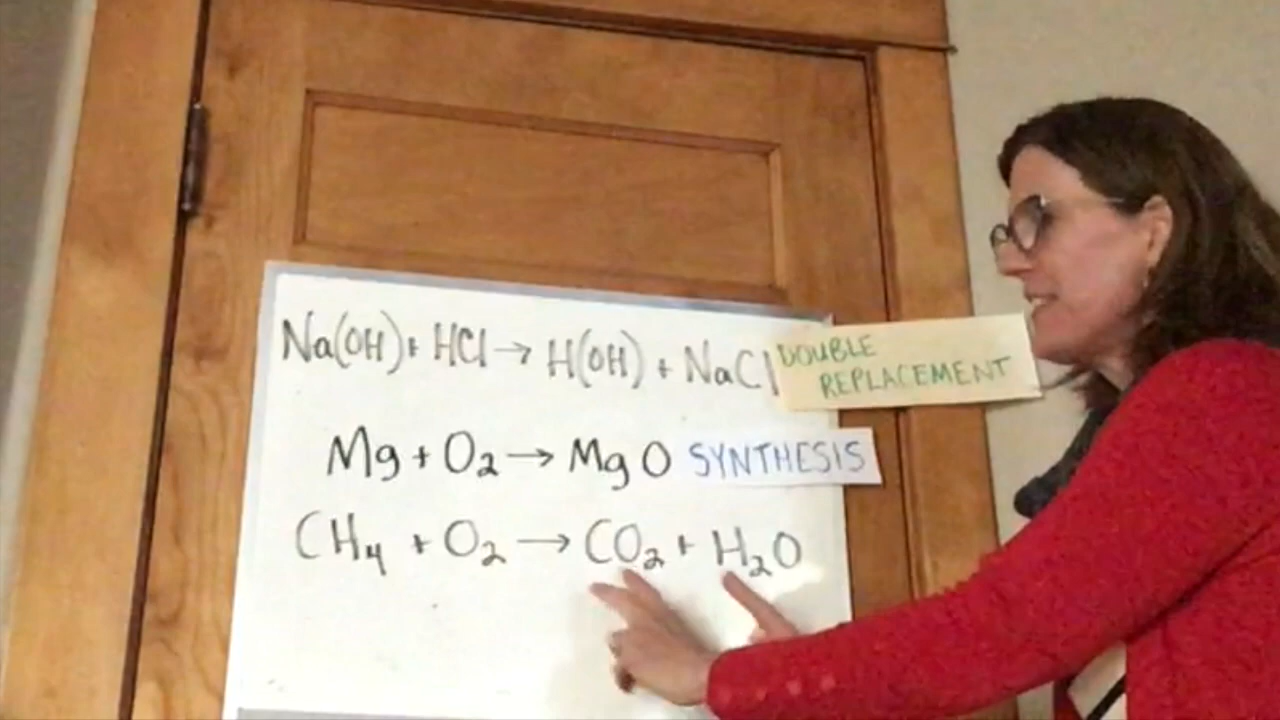 Na(OH) + HCl → H(OH) + NaCl DOUBLE
REPLACEMENT
Mg + O₂ → MgO SYNTHESIS
CH₄ + O₂ → CO₂ + H₂O